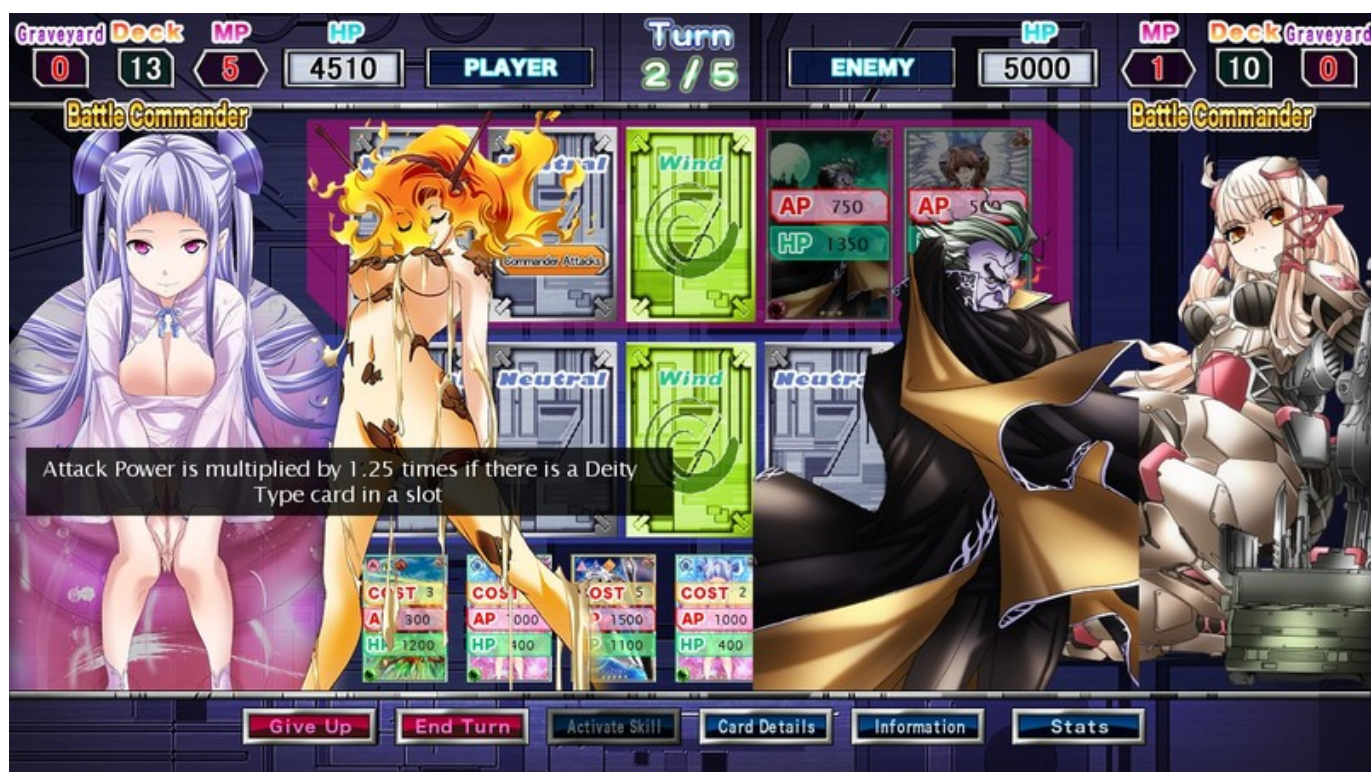 Graveyard Deck MP HP Turn HP MP Deck Graveyard
0 13 5 4510 PLAYER 2 / 5 ENEMY 5000 1 10 0
Battle Commander
Battle Commander
Wind
AP 750
AP
HP 1350
Commander Attacks
Neutral
Wind
Attack Power is multiplied by 1.25 times if there is a Deity
Type card in a slot
COST 3
AP 300
HP 1200
COST
AP 1000
HP 400
COST 5
1500
1100
COST 2
AP 1000
HP 400
Give Up
End Turn
Activate Skill
Card Details
Information
Stats